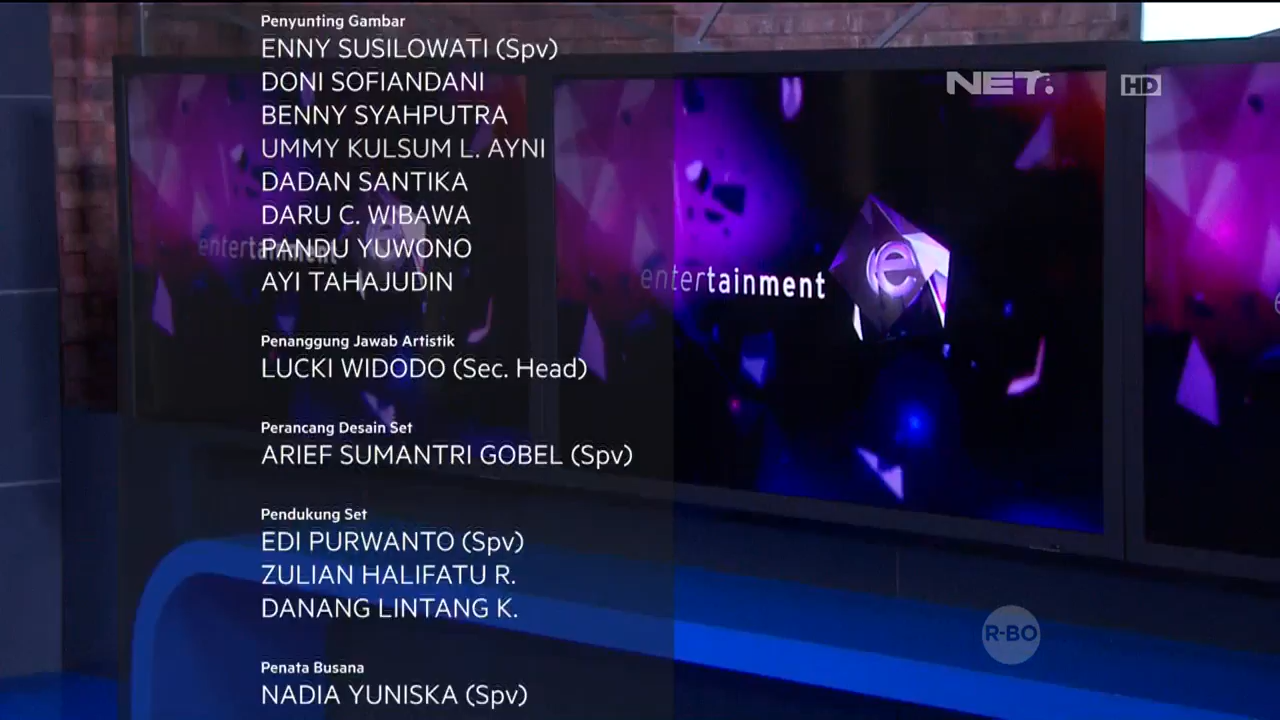 Penyunting Gambar
ENNY SUSILOWATI (Spv)
DONI SOFIANDANI
BENNY SYAHPUTRA
UMMY KULSUM L. AYNI
DADAN SANTIKA
DARU C. WIBAWA
PANDU YUWONO
AYI TAHAJUDIN
Penanggung Jawab Artistik
LUCKI WIDODO (Sec. Head)
Perancang Desain Set
ARIEF SUMANTRI GOBEL (Spv)
Pendukung Set
EDI PURWANTO (Spv)
ZULIAN HALIFATU R.
DANANG LINTANG K.
Penata Busana
NADIA YUNISKA (Spv)
NET.
HD
entertainment
entertainment e
R-BO